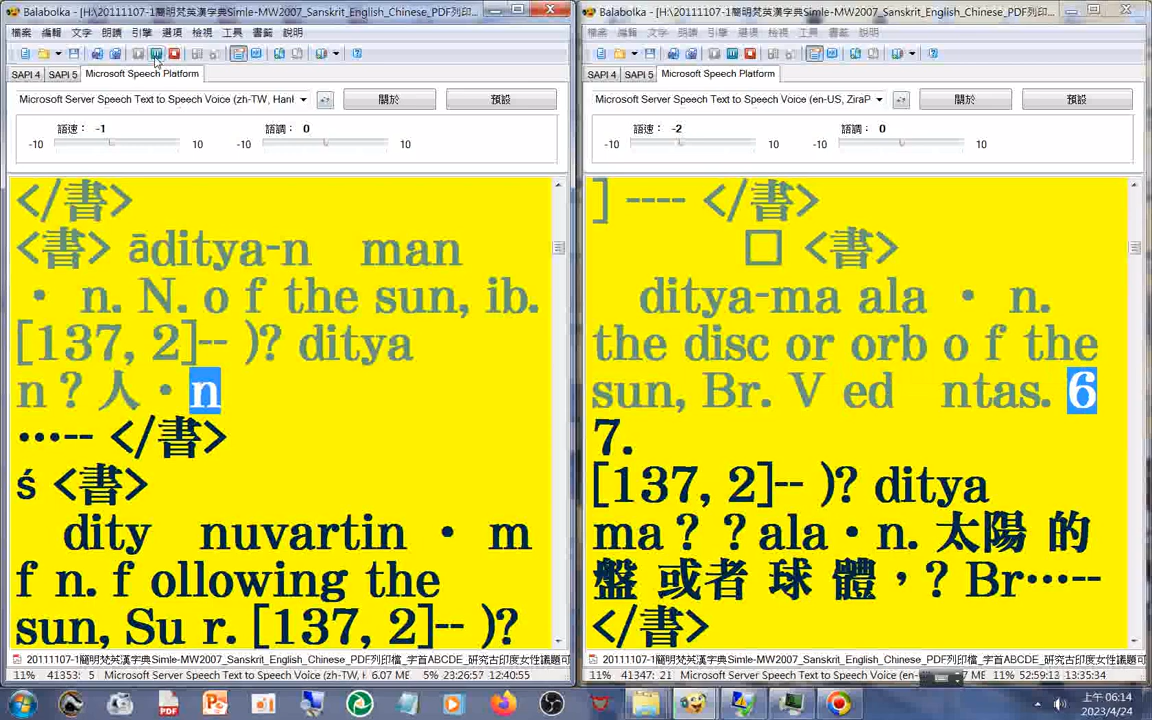 Balabolka - [H:\20111107-1簡明梵英漢字典Simle-MW2007_Sanskrit_English_Chinese_PDF列印...
檔案 編輯 文字 朗讀 引擎 選項 檢視 工具 書籤 說明
SAPI 4 SAPI 5 Microsoft Speech Platform
Microsoft Server Speech Text to Speech Voice (zh-TW, Hanl
關於 預設
語速： -1 語調： 0
-10 10 -10 10
</書>
<書> āditya-n man
• n. N. o f the sun, ib.
[137, 2]-- )? ditya
n ? 人 • n
…-- </書>
ś <書>
dity nuvartin • m
f n. f ollowing the
sun, Su r. [137, 2]-- )?
20111107-1簡明梵英漢字典Simle-MW2007_Sanskrit_English_Chinese_PDF列印檔_字首ABCDE_研究古印度女性議題可
11% 41353: 5 Microsoft Server Speech Text to Speech Voice (zh-TW, H 6.07 ME 5% 23:26:57 12:40:55
Balabolka - [H:\20111107-1簡明梵英漢字典Simle-MW2007_Sanskrit_English_Chinese_PDF列印...
檔案 編輯 文字 朗讀 引擎 選項 檢視 工具 書籤 說明
SAPI 4 SAPI 5 Microsoft Speech Platform
Microsoft Server Speech Text to Speech Voice (en-US, ZiraP
關於 預設
語速： -2 語調： 0
-10 10 -10 10
] ---- </書>
□ <書>
ditya-ma ala • n.
the disc or orb o f the
sun, Br. V ed ntas. 6
7.
[137, 2]-- )? ditya
ma ? ? ala • n. 太陽 的
盤 或者 球 體，? Br…--
</書>
20111107-1簡明梵英漢字典Simle-MW2007_Sanskrit_English_Chinese_PDF列印檔_字首ABCDE_研究古印度女性議題可
11% 41347: 21 Microsoft Server Speech Text to Speech Voice (en-U ME 11% 52:59:13 13:35:34
PDF
上午 06:14
2023/4/24